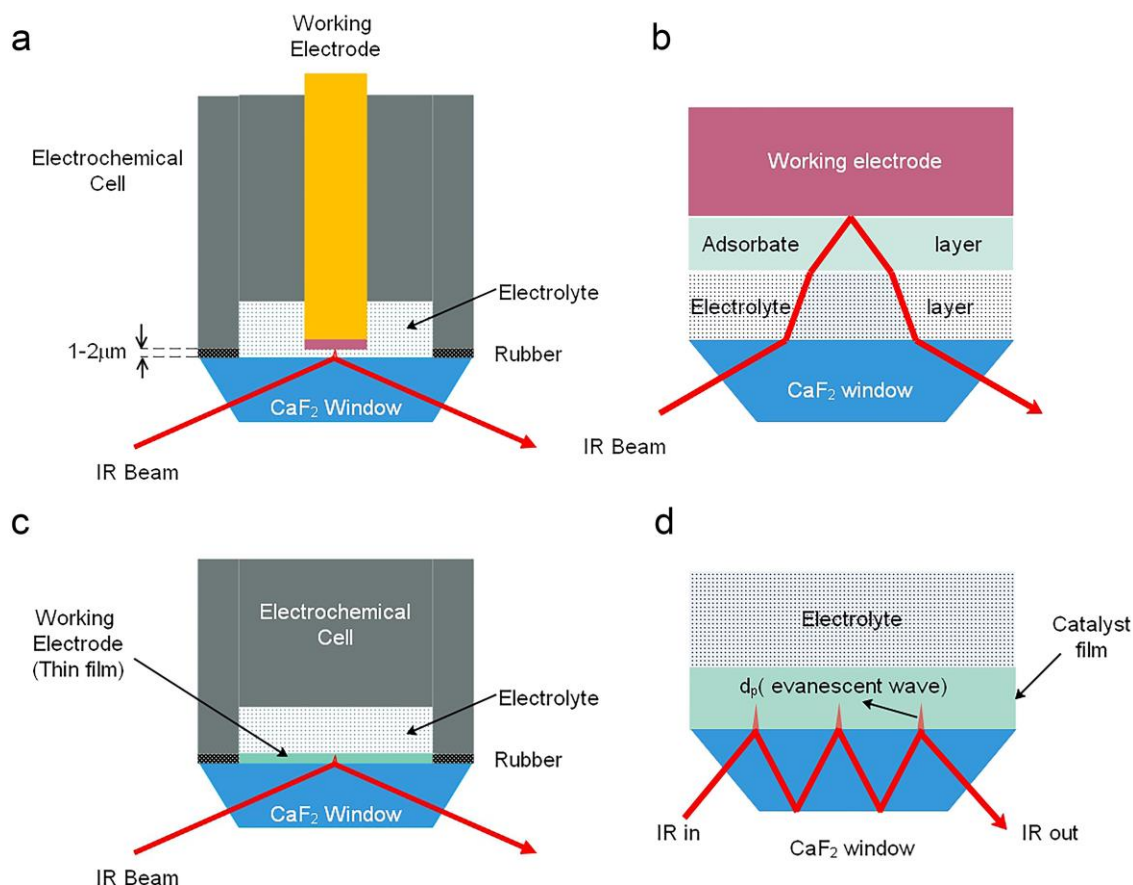 a
Working
Electrode
Electrochemical
Cell
Electrolyte
1-2μm
Rubber
CaF₂ Window
IR Beam
b
Working electrode
Adsorbate layer
Electrolyte layer
CaF₂ window
IR Beam
c
Working
Electrode
(Thin film)
Electrochemical
Cell
Electrolyte
Rubber
CaF₂ Window
IR Beam
d
Electrolyte
Catalyst
film
dₚ( evanescent wave)
IR in
IR out
CaF₂ window